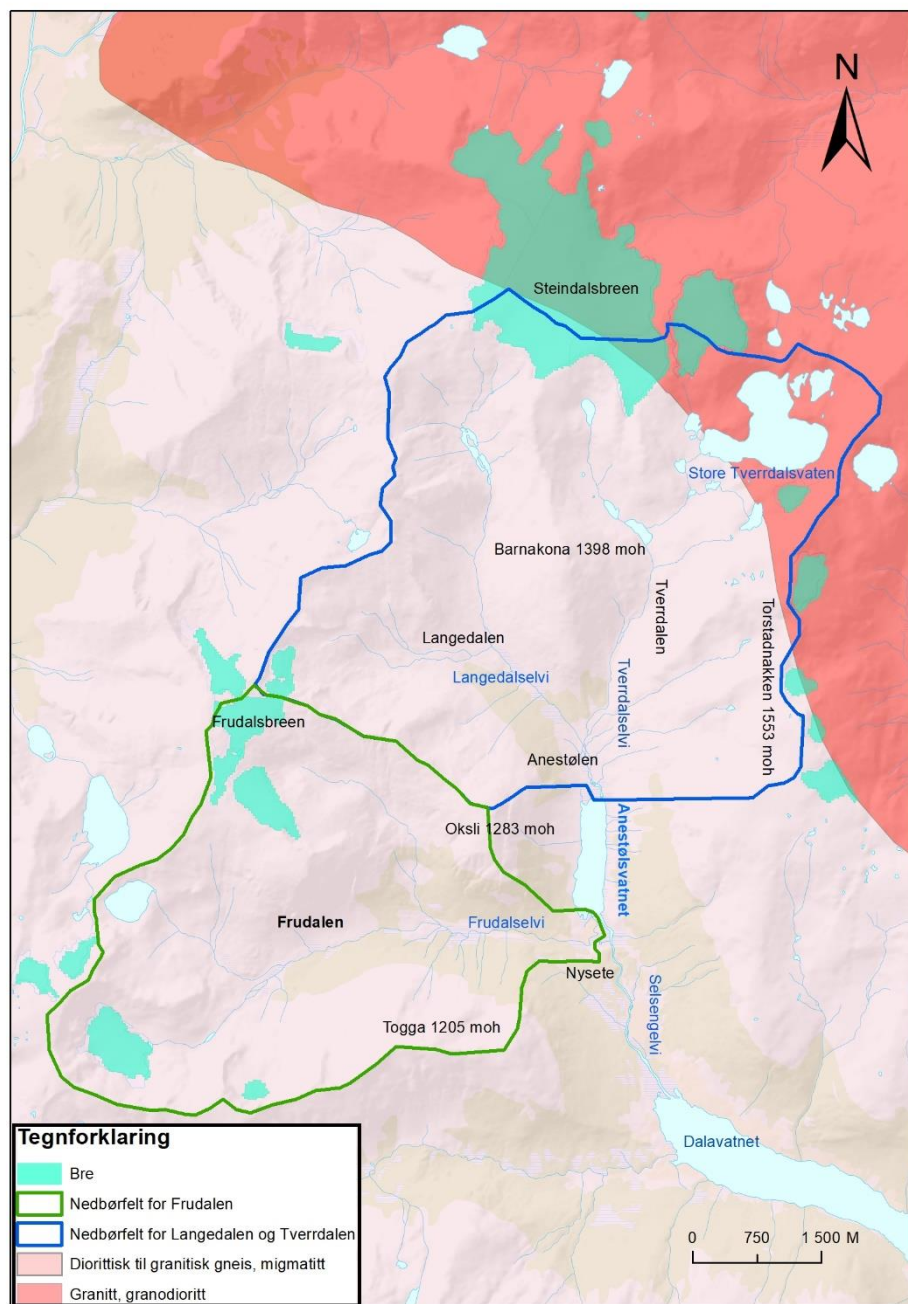 N
Steindalsbreen
Store Tverrdalsvaten
Barnakona 1398 moh
Tverrdalen
Torstadnakken 1553 moh
Langedalen
Langedalselvi
Tverrdalselvi
Frudalsbreen
Anestølen
Oksli 1283 moh
Anestølsvatnet
Frudalen
Frudalselvi
Nysete
Selsengelvi
Togga 1205 moh
Dalavatnet
Tegnforklaring
Bre
Nedbørfelt for Frudalen
Nedbørfelt for Langedalen og Tverrdalen
Diorittisk til granitisk gneis, migmatitt
Granitt, granodioritt
0 750 1 500 M